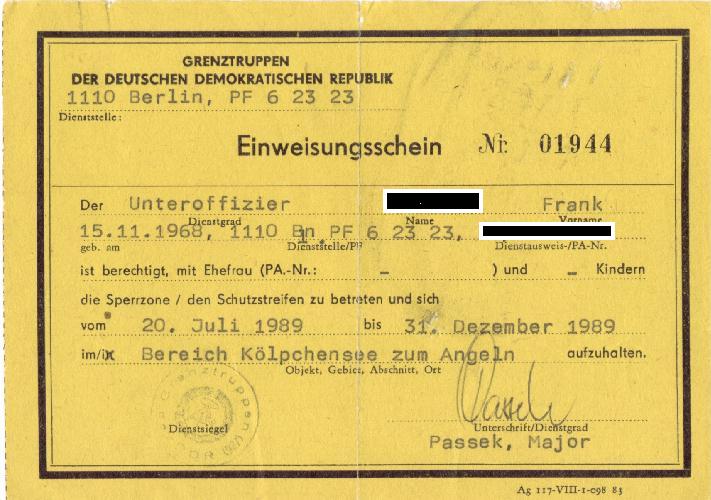 GRENZTRUPPEN
DER DEUTSCHEN DEMOKRATISCHEN REPUBLIK
1110 Berlin, PF 6 23 23
Dienststelle:
Einweisungsschein Nr. 01944
Der Unteroffizier Frank
Dienstgrad Name Vorname
15.11.1968, 1110 Bn. PF 6 23 23,
geb. am Dienststelle/PF Dienstausweis-/PA-Nr.
ist berechtigt, mit Ehefrau (PA.-Nr.: – ) und – Kindern
die Sperrzone / den Schutzstreifen zu betreten und sich
vom 20. Juli 1989 bis 31. Dezember 1989
im/in Bereich Kölpchensee zum Angeln aufzuhalten.
Objekt, Gebiet, Abschnitt, Ort
Grenztruppen
DDR
Dienstsiegel
Passek
Unterschrift/Dienstgrad
Passek, Major
Ag 117-VIII-1-c98 83